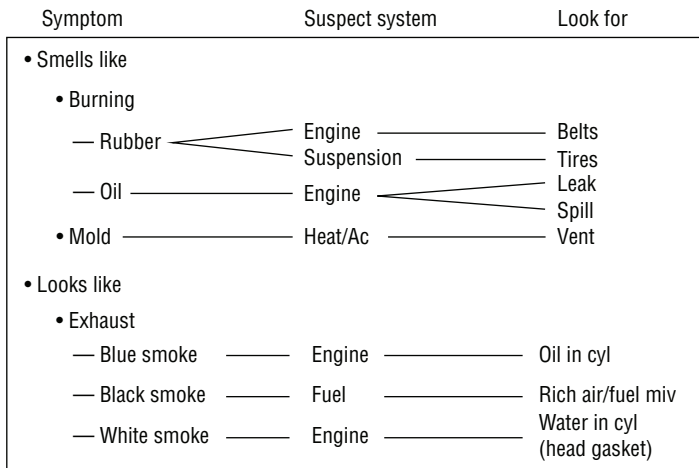 Symptom Suspect system Look for
• Smells like
• Burning
— Rubber Engine Belts
Suspension Tires
— Oil Engine Leak
Spill
• Mold Heat/Ac Vent
• Looks like
• Exhaust
— Blue smoke Engine Oil in cyl
— Black smoke Fuel Rich air/fuel miv
— White smoke Engine Water in cyl
(head gasket)